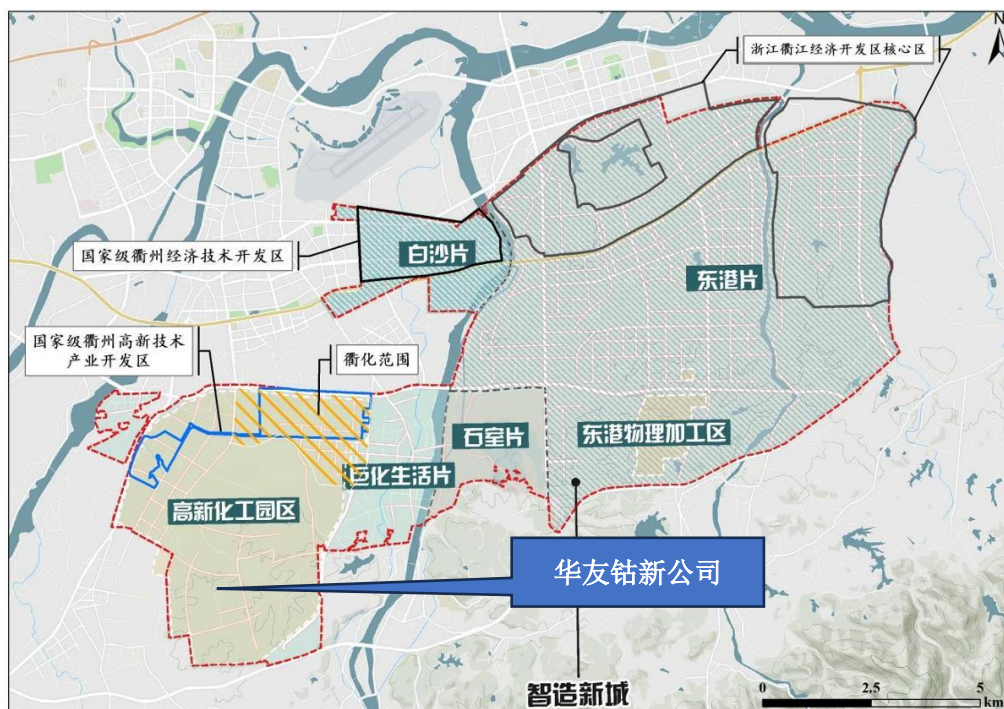 浙江衢江经济开发区核心区
N
国家级衢州经济技术开发区
白沙片
东港片
国家级衢州高新技术
产业开发区
衢化范围
石室片
东港物理加工区
巨化生活片
高新化工园区
华友钴新公司
智造新城
0 2.5 5
km